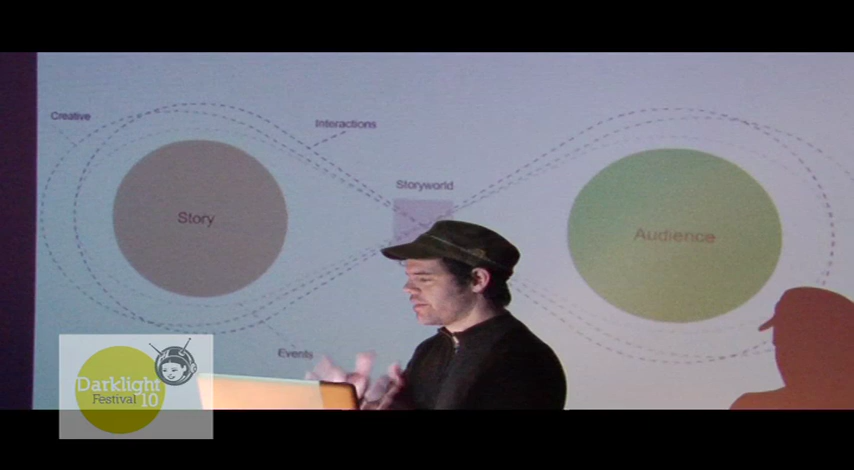 Creative
Interactions
Storyworld
Story
Audience
Events
Darklight
Festival '10